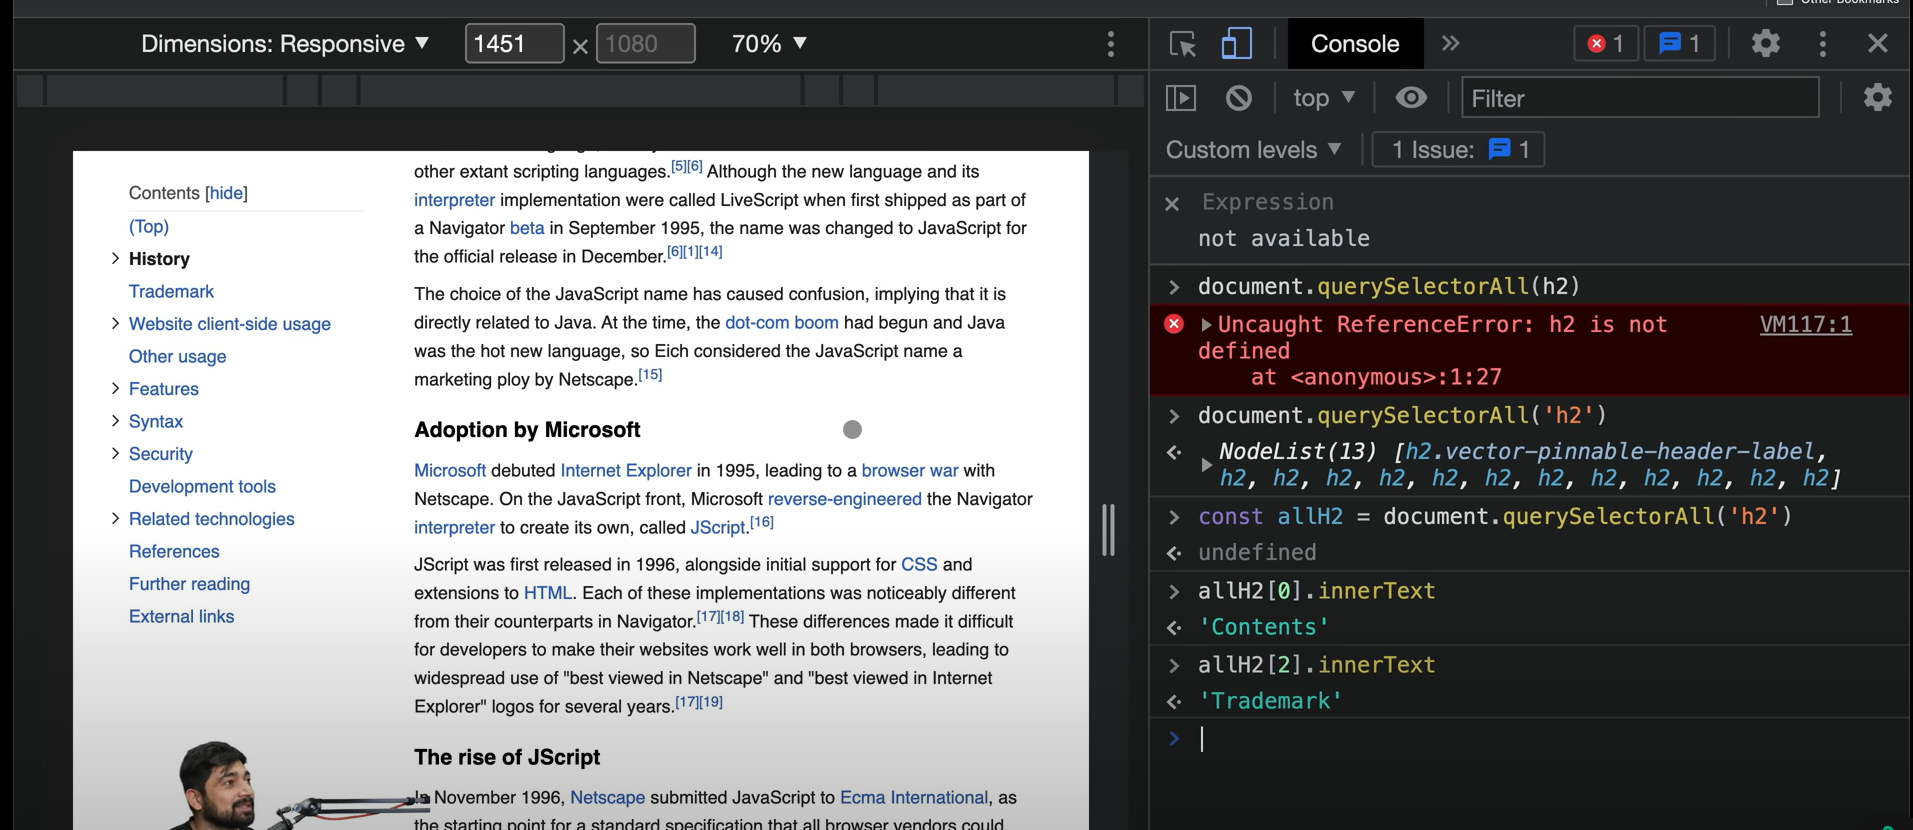 Other Bookmarks
Dimensions: Responsive ▼ 1451 × 1080 70% ▼
Console » 1 1
top ▼ Filter
Custom levels ▼ 1 Issue: 1
Contents [hide]
(Top)
History
Trademark
Website client-side usage
Other usage
Features
Syntax
Security
Development tools
Related technologies
References
Further reading
External links
other extant scripting languages.[5][6] Although the new language and its
interpreter implementation were called LiveScript when first shipped as part of
a Navigator beta in September 1995, the name was changed to JavaScript for
the official release in December.[6][1][14]
The choice of the JavaScript name has caused confusion, implying that it is
directly related to Java. At the time, the dot-com boom had begun and Java
was the hot new language, so Eich considered the JavaScript name a
marketing ploy by Netscape.[15]
Adoption by Microsoft
Microsoft debuted Internet Explorer in 1995, leading to a browser war with
Netscape. On the JavaScript front, Microsoft reverse-engineered the Navigator
interpreter to create its own, called JScript.[16]
JScript was first released in 1996, alongside initial support for CSS and
extensions to HTML. Each of these implementations was noticeably different
from their counterparts in Navigator.[17][18] These differences made it difficult
for developers to make their websites work well in both browsers, leading to
widespread use of "best viewed in Netscape" and "best viewed in Internet
Explorer" logos for several years.[17][19]
The rise of JScript
In November 1996, Netscape submitted JavaScript to Ecma International, as
the starting point for a standard specification that all browser vendors could
Expression
not available
document.querySelectorAll(h2)
Uncaught ReferenceError: h2 is not VM117:1
defined
at <anonymous>:1:27
document.querySelectorAll('h2')
NodeList(13) [h2.vector-pinnable-header-label,
h2, h2, h2, h2, h2, h2, h2, h2, h2, h2, h2, h2]
const allH2 = document.querySelectorAll('h2')
undefined
allH2[0].innerText
'Contents'
allH2[2].innerText
'Trademark'